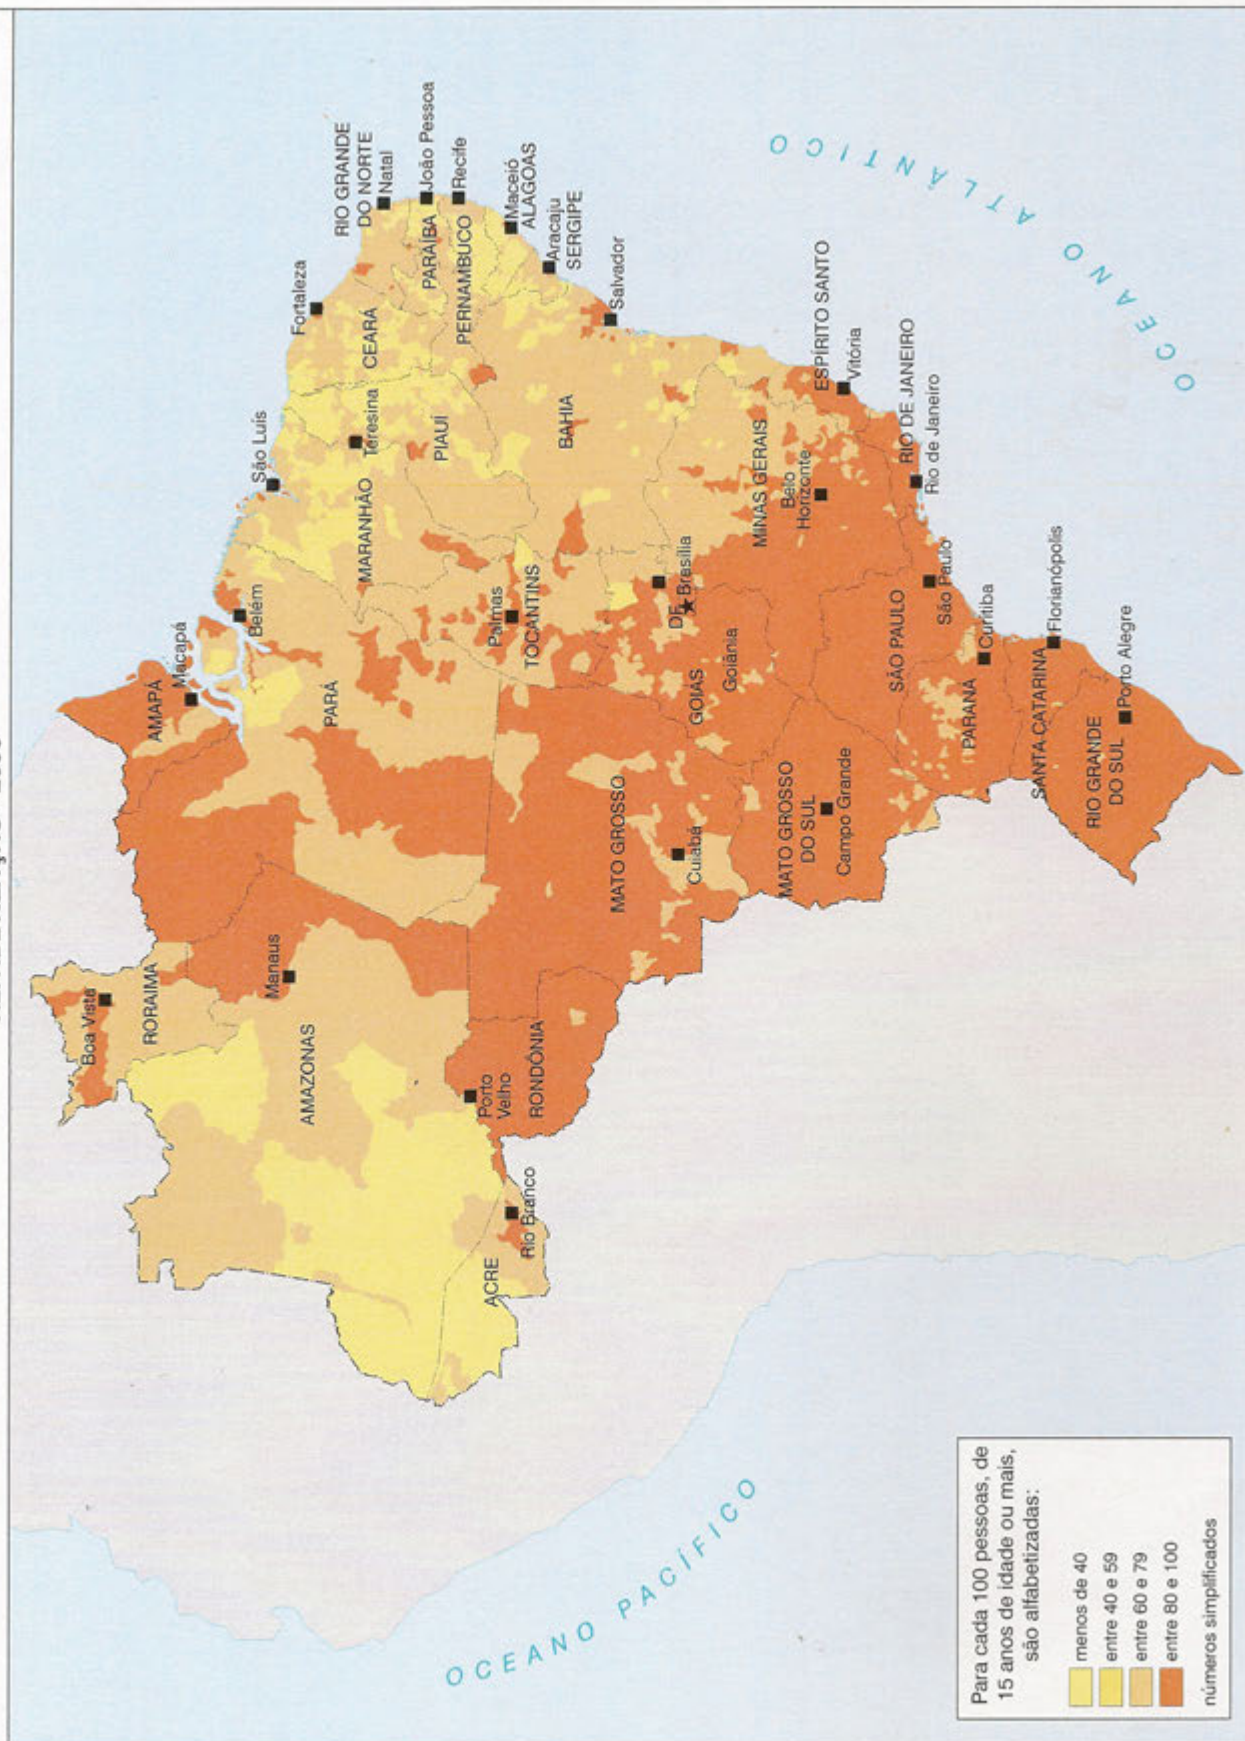 Boa Vista
RORAIMA
AMAPÁ
Macapá
Belém
Manaus
AMAZONAS
PARÁ
São Luís
MARANHÃO
Teresina
PIAUÍ
Fortaleza
CEARÁ
RIO GRANDE
DO NORTE
Natal
PARAÍBA
João Pessoa
PERNAMBUCO
Recife
Maceió
ALAGOAS
Aracaju
SERGIPE
Salvador
BAHIA
Palmas
TOCANTINS
ACRE
Rio Branco
Porto
Velho
RONDÔNIA
MATO GROSSO
Cuiabá
GOIÁS
Goiânia
DF
Brasília
MINAS GERAIS
Belo
Horizonte
ESPÍRITO SANTO
Vitória
RIO DE JANEIRO
Rio de Janeiro
MATO GROSSO
DO SUL
Campo Grande
SÃO PAULO
São Paulo
PARANÁ
Curitiba
SANTA CATARINA
Florianópolis
RIO GRANDE
DO SUL
Porto Alegre
OCEANO PACÍFICO
OCEANO ATLÂNTICO
Para cada 100 pessoas, de
15 anos de idade ou mais,
são alfabetizadas:
menos de 40
entre 40 e 59
entre 60 e 79
entre 80 e 100
números simplificados